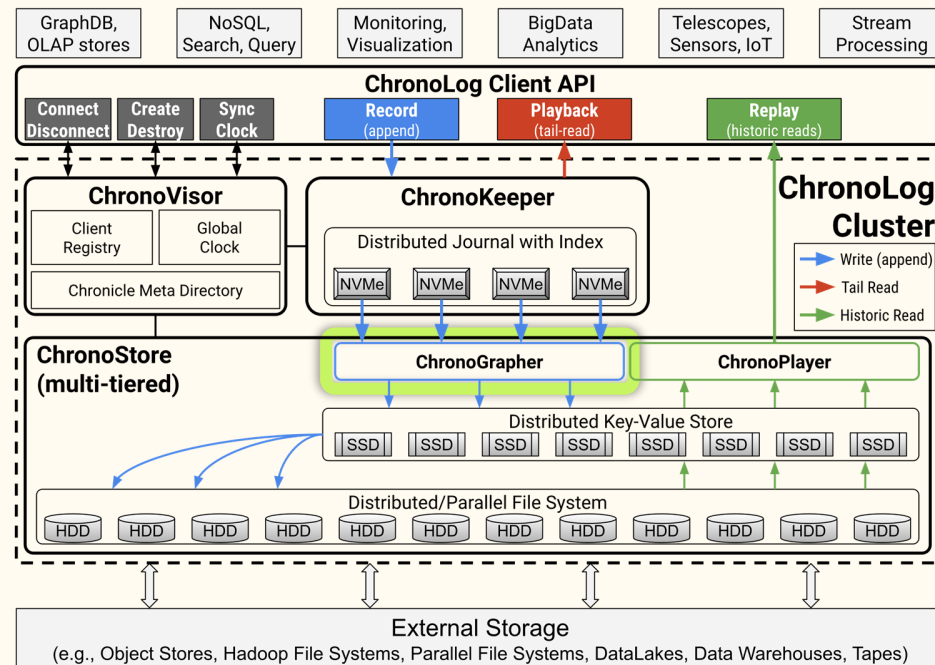 GraphDB,
OLAP stores
NoSQL,
Search, Query
Monitoring,
Visualization
BigData
Analytics
Telescopes,
Sensors, IoT
Stream
Processing
ChronoLog Client API
Connect
Disconnect
Create
Destroy
Sync
Clock
Record
(append)
Playback
(tail-read)
Replay
(historic reads)
ChronoVisor
Client
Registry
Global
Clock
Chronicle Meta Directory
ChronoKeeper
Distributed Journal with Index
NVMe
NVMe
NVMe
NVMe
ChronoLog
Cluster
Write (append)
Tail Read
Historic Read
ChronoStore
(multi-tiered)
ChronoGrapher
ChronoPlayer
Distributed Key-Value Store
SSD
SSD
SSD
SSD
SSD
SSD
SSD
SSD
Distributed/Parallel File System
HDD
HDD
HDD
HDD
HDD
HDD
HDD
HDD
HDD
HDD
HDD
HDD
External Storage
(e.g., Object Stores, Hadoop File Systems, Parallel File Systems, DataLakes, Data Warehouses, Tapes)